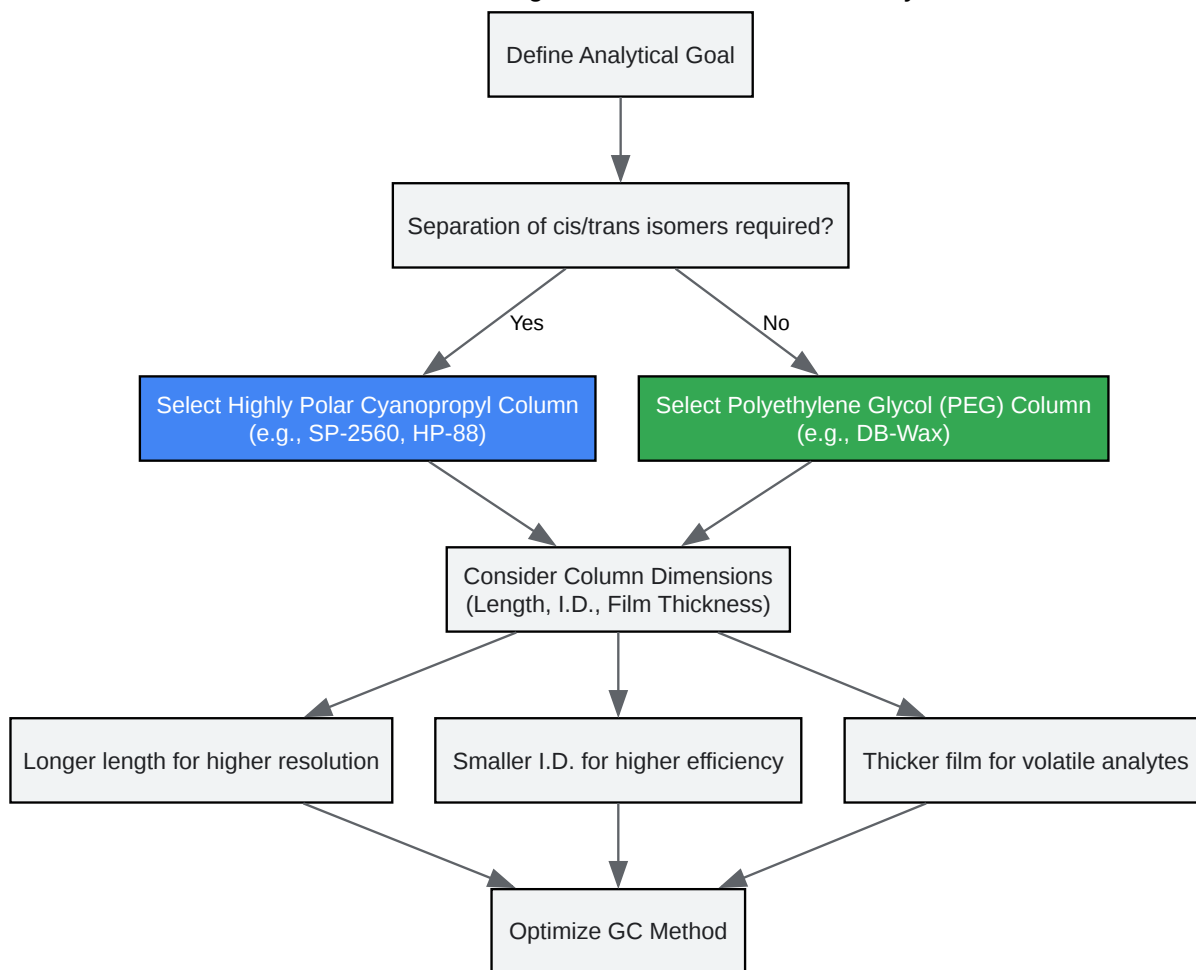 Define Analytical Goal
Separation of cis/trans isomers required?
Yes
No
Select Highly Polar Cyanopropyl Column
(e.g., SP-2560, HP-88)
Select Polyethylene Glycol (PEG) Column
(e.g., DB-Wax)
Consider Column Dimensions
(Length, I.D., Film Thickness)
Longer length for higher resolution
Smaller I.D. for higher efficiency
Thicker film for volatile analytes
Optimize GC Method